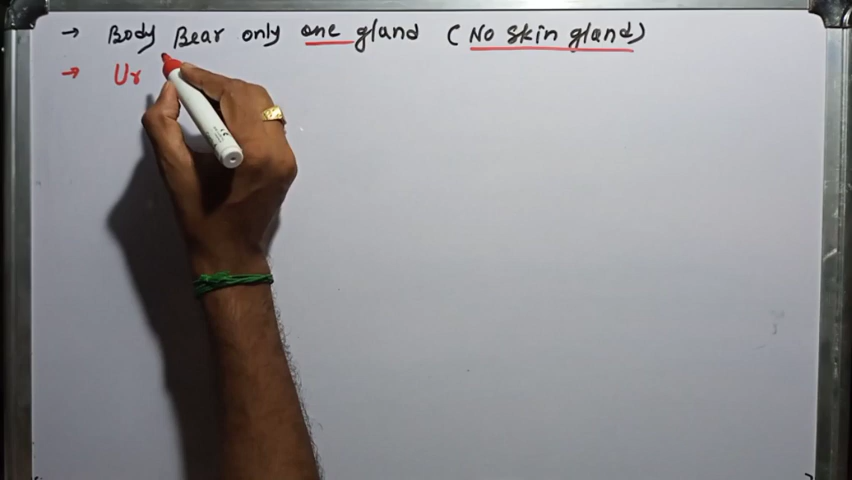 → Body Bear only one gland (No skin gland)
→ Ur